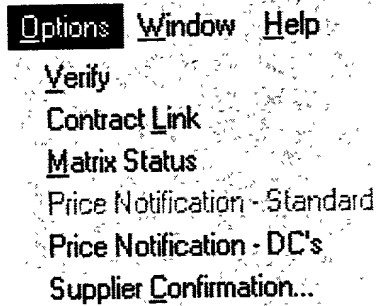 Options Window Help
Verify
Contract Link
Matrix Status
Price Notification - Standard
Price Notification - DC's
Supplier Confirmation...